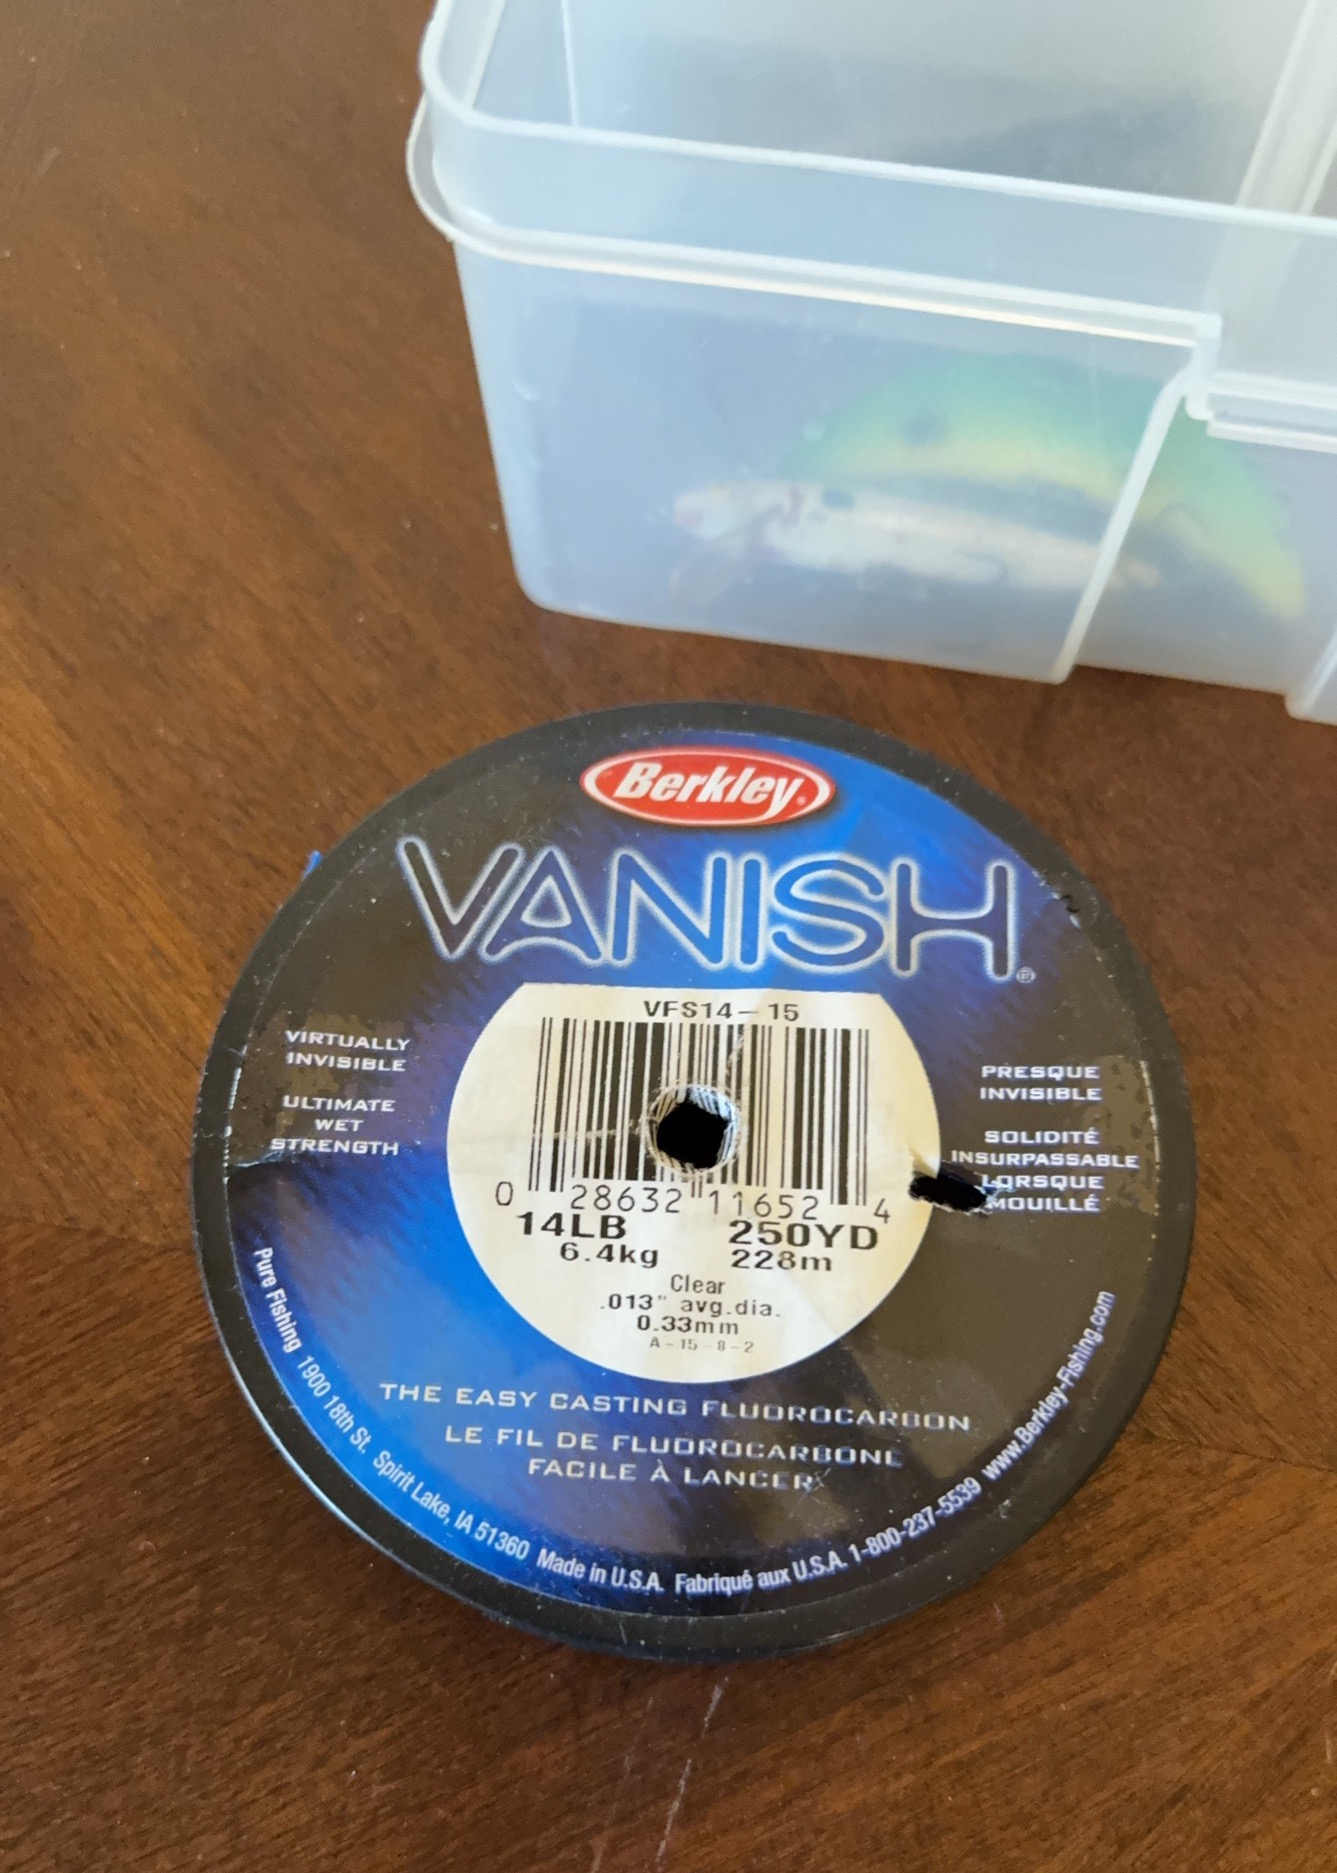 Berkley®
VANISH®
VFS14-15
0 28632 11652 4
14LB 250YD
6.4kg 228m
Clear
.013" avg.dia.
0.33mm
A-15-8-2
VIRTUALLY
INVISIBLE
ULTIMATE
WET
STRENGTH
PRESQUE
INVISIBLE
SOLIDITÉ
INSURPASSABLE
LORSQUE
MOUILLÉ
THE EASY CASTING FLUOROCARBON
LE FIL DE FLUOROCARBONE
FACILE À LANCER
Pure Fishing 1900 18th St. Spirit Lake, IA 51360 Made in U.S.A. Fabriqué aux U.S.A. 1-800-237-5539 www.Berkley-Fishing.com